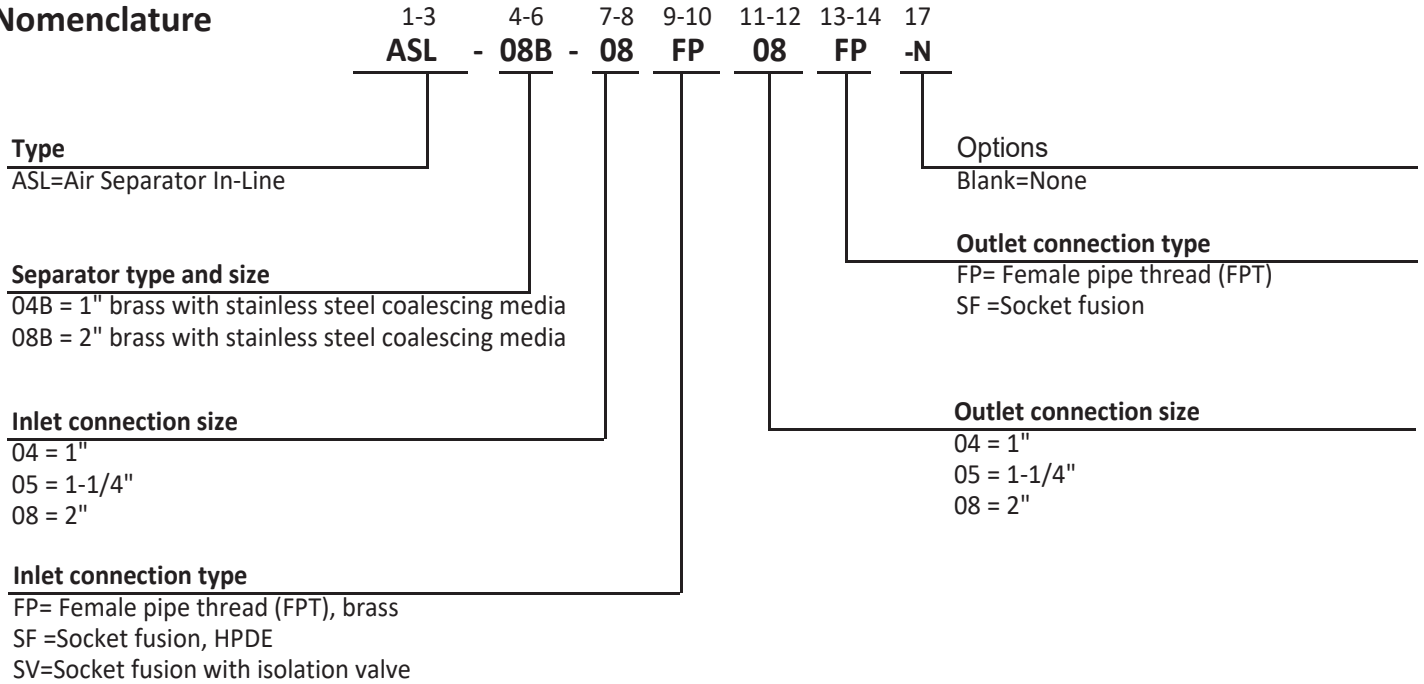 Nomenclature
1-3 4-6 7-8 9-10 11-12 13-14 17
ASL - 08B - 08 FP 08 FP -N
Type
ASL=Air Separator In-Line
Separator type and size
04B = 1" brass with stainless steel coalescing media
08B = 2" brass with stainless steel coalescing media
Inlet connection size
04 = 1"
05 = 1-1/4"
08 = 2"
Inlet connection type
FP= Female pipe thread (FPT), brass
SF =Socket fusion, HPDE
SV=Socket fusion with isolation valve
Options
Blank=None
Outlet connection type
FP= Female pipe thread (FPT)
SF =Socket fusion
Outlet connection size
04 = 1"
05 = 1-1/4"
08 = 2"